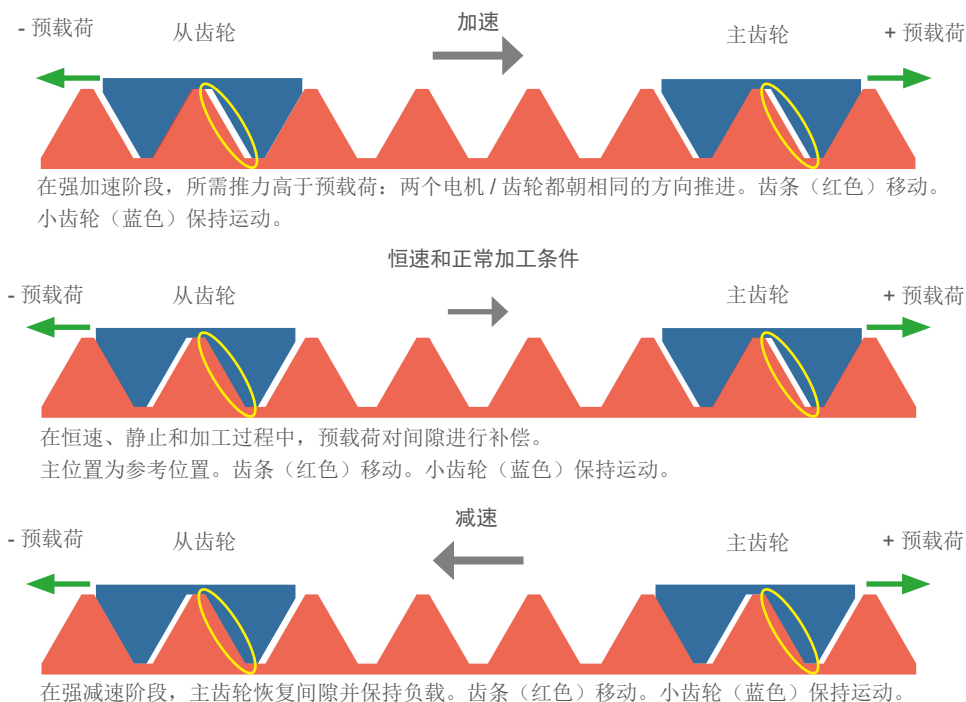 加速
- 预载荷 从齿轮 主齿轮 + 预载荷
在强加速阶段，所需推力高于预载荷：两个电机 / 齿轮都朝相同的方向推进。齿条（红色）移动。
小齿轮（蓝色）保持运动。
恒速和正常加工条件
- 预载荷 从齿轮 主齿轮 + 预载荷
在恒速、静止和加工过程中，预载荷对间隙进行补偿。
主位置为参考位置。齿条（红色）移动。小齿轮（蓝色）保持运动。
减速
- 预载荷 从齿轮 主齿轮 + 预载荷
在强减速阶段，主齿轮恢复间隙并保持负载。齿条（红色）移动。小齿轮（蓝色）保持运动。